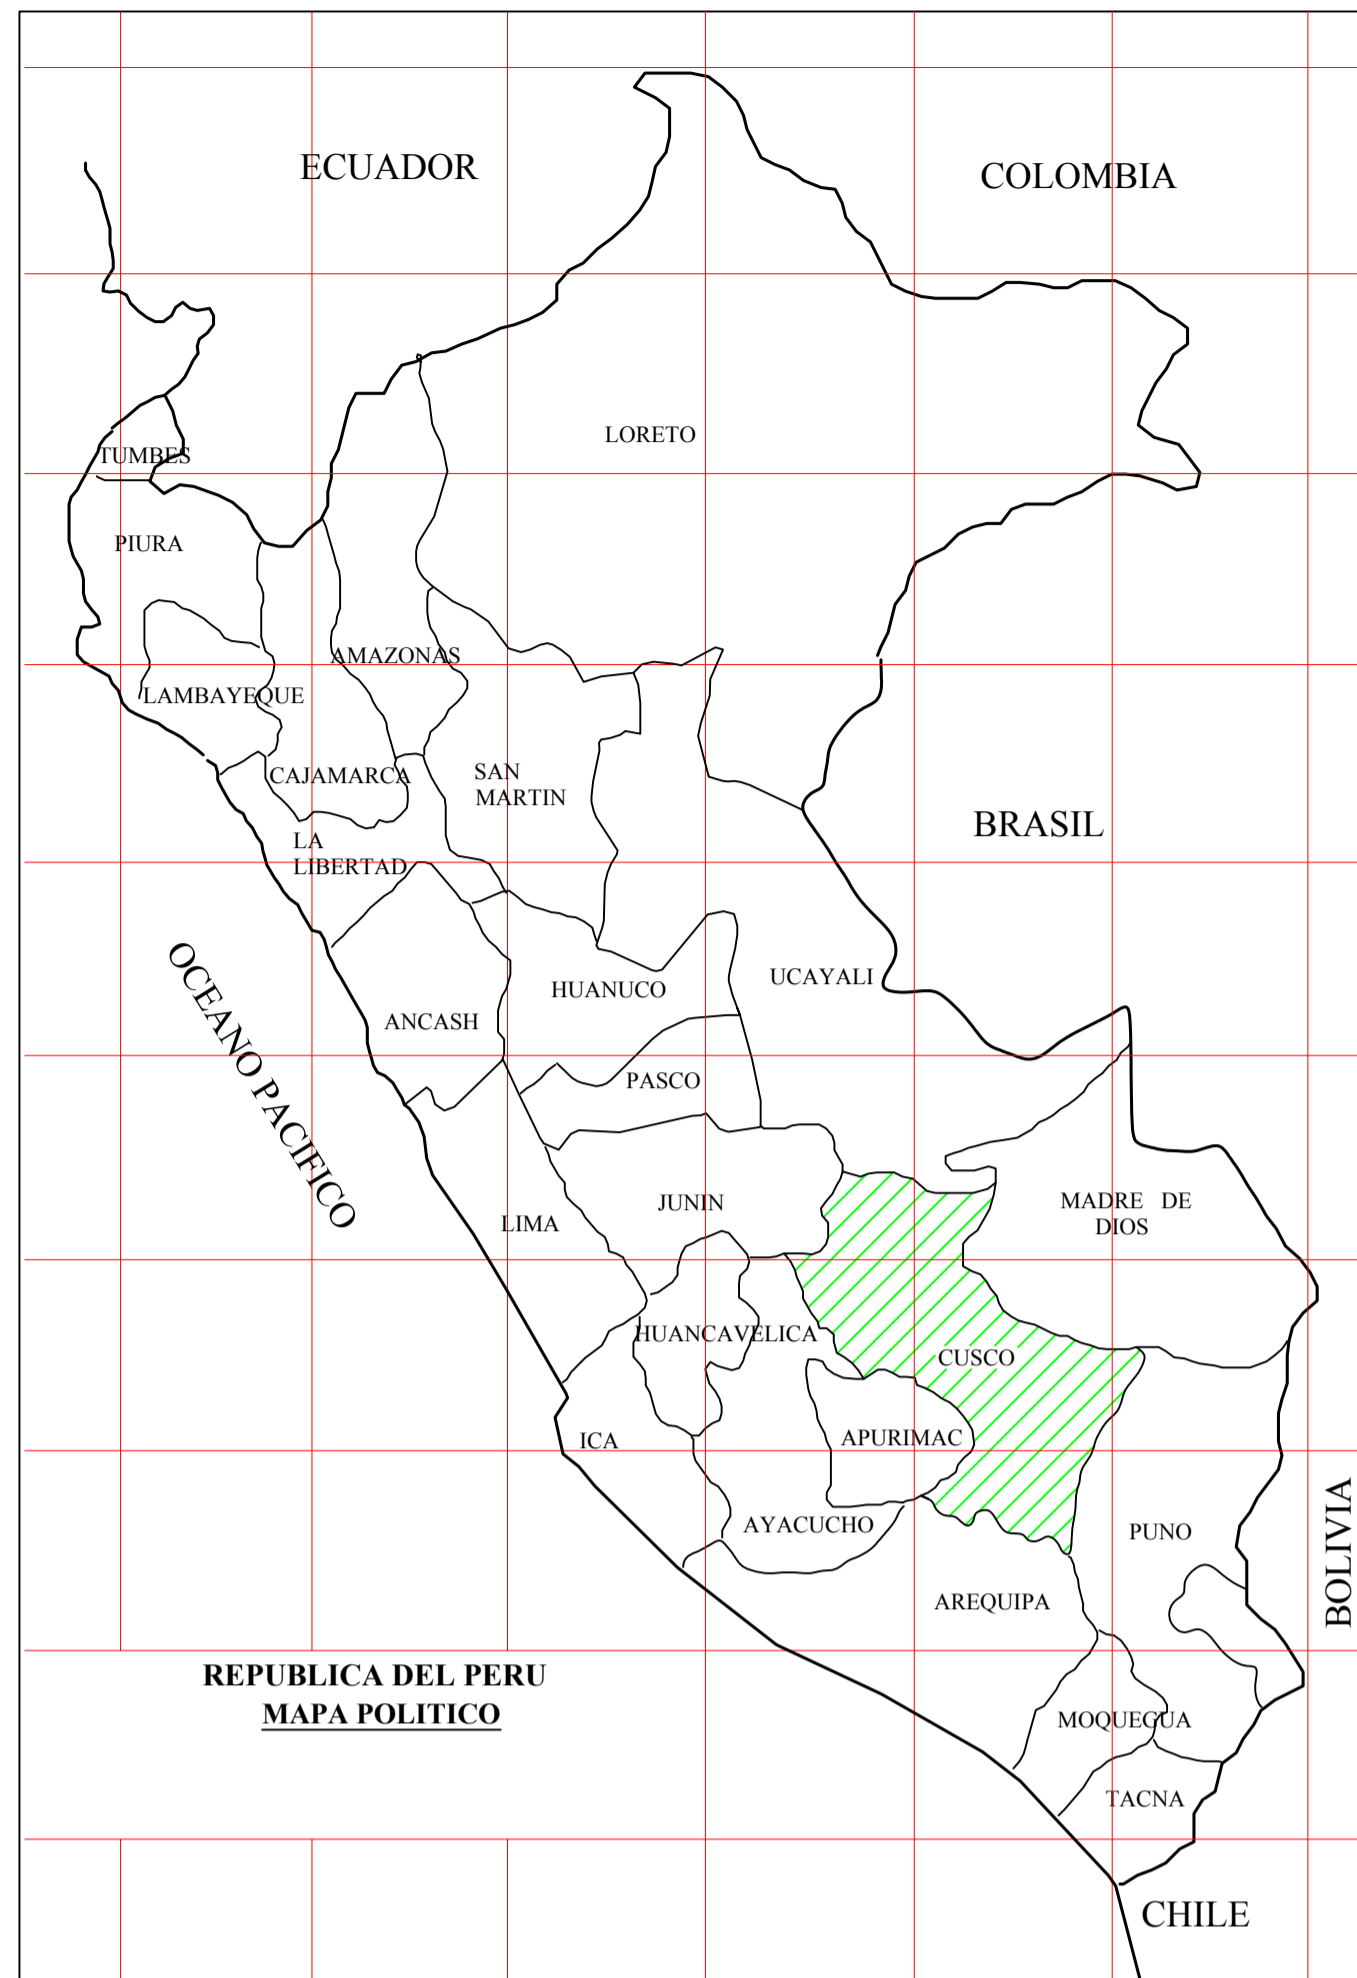 ECUADOR
COLOMBIA
LORETO
TUMBES
PIURA
AMAZONAS
LAMBAYEQUE
CAJAMARCA
SAN
MARTIN
BRASIL
LA
LIBERTAD
OCEANO PACIFICO
UCAYALI
HUANUCO
ANCASH
PASCO
JUNIN
MADRE DE
DIOS
LIMA
HUANCAVELICA
CUSCO
ICA
APURIMAC
AYACUCHO
PUNO
BOLIVIA
AREQUIPA
REPUBLICA DEL PERU
MAPA POLITICO
MOQUEGUA
TACNA
CHILE